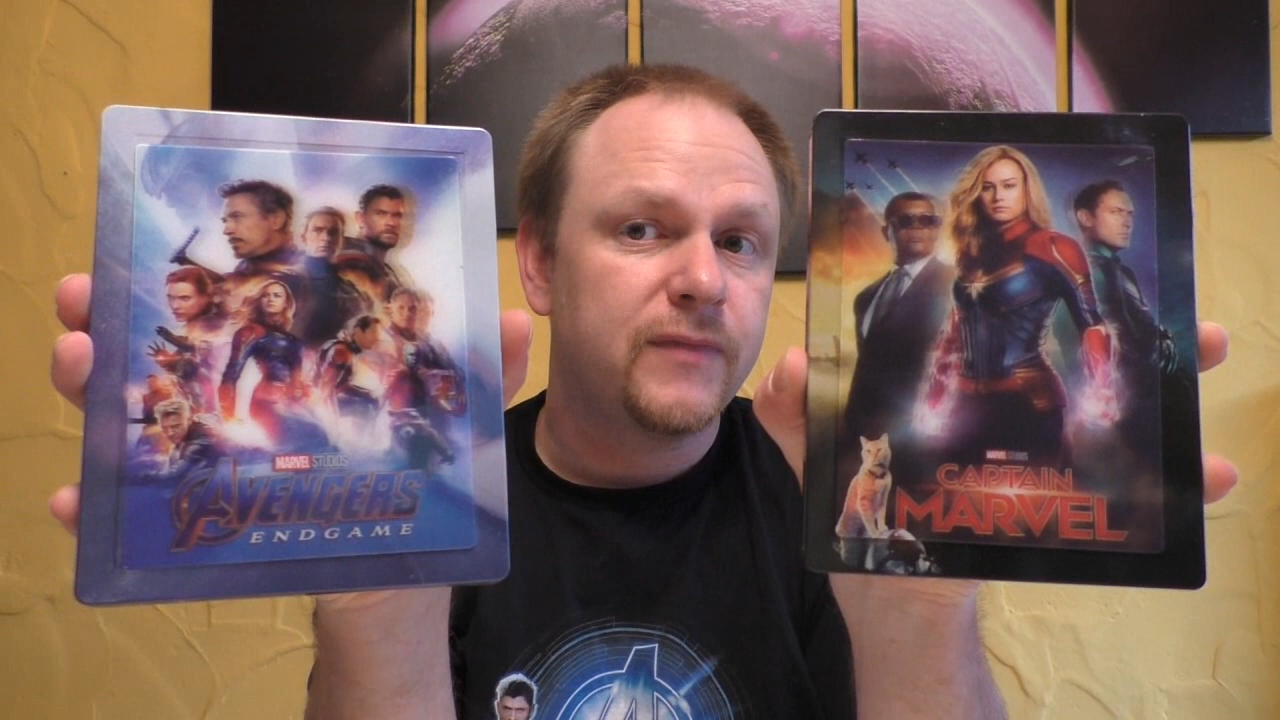 MARVEL STUDIOS
AVENGERS
ENDGAME
MARVEL STUDIOS
CAPTAIN
MARVEL